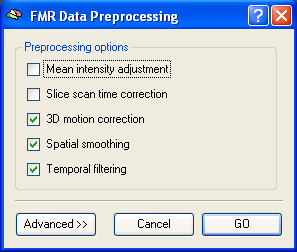 FMR Data Preprocessing
Preprocessing options
Mean intensity adjustment
Slice scan time correction
3D motion correction
Spatial smoothing
Temporal filtering
Advanced >> Cancel GO